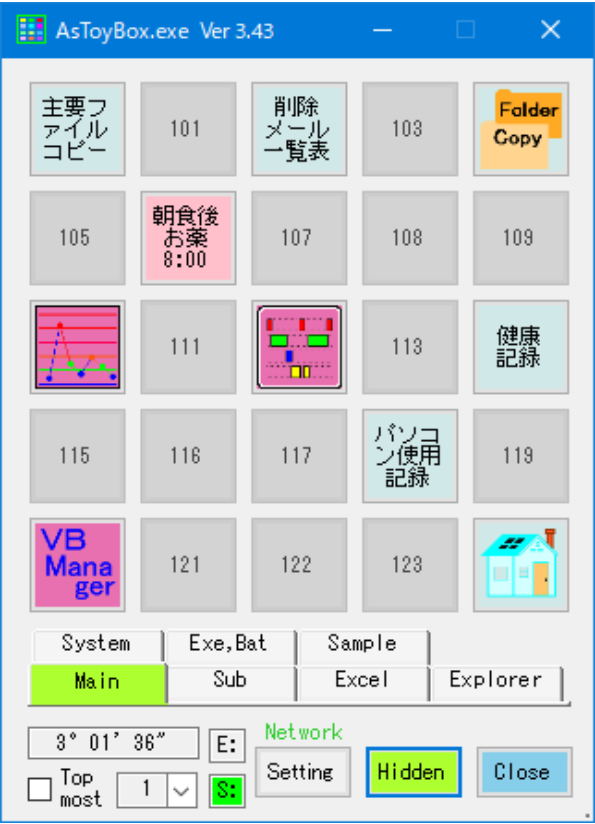 AsToyBox.exe Ver 3.43
主要フ
ァイル
コピー
101
削除
メール
一覧表
103
Folder
Copy
105
朝食後
お薬
8:00
107
108
109
111
113
健康
記録
115
116
117
パソコ
ン使用
記録
119
VB
Mana
ger
121
122
123
System
Exe,Bat
Sample
Main
Sub
Excel
Explorer
3° 01’ 36”
E:
Network
Top
most
1
S:
Setting
Hidden
Close